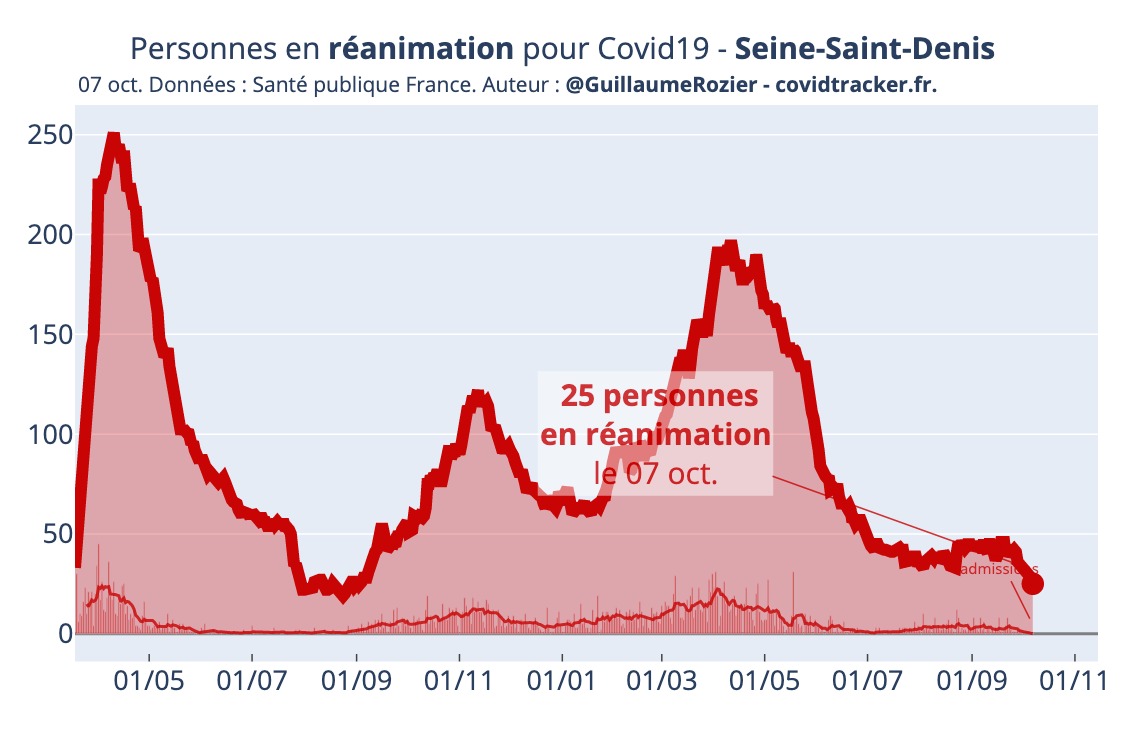 Personnes en réanimation pour Covid19 - Seine-Saint-Denis
07 oct. Données : Santé publique France. Auteur : @GuillaumeRozier - covidtracker.fr.
250
200
150
100
50
0
25 personnes
en réanimation
le 07 oct.
admissions
01/05 01/07 01/09 01/11 01/01 01/03 01/05 01/07 01/09 01/11